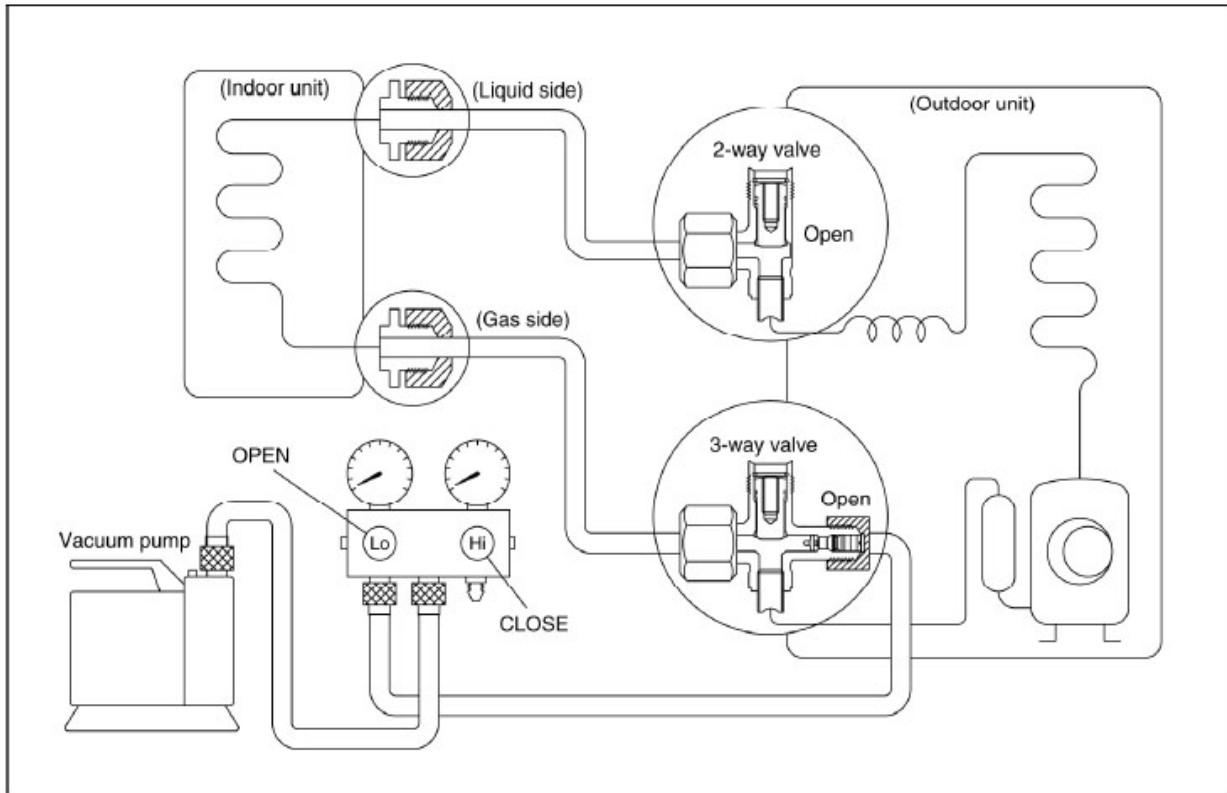 (Indoor unit)
(Liquid side)
(Outdoor unit)
2-way valve
Open
(Gas side)
3-way valve
Open
OPEN
Lo
Hi
CLOSE
Vacuum pump